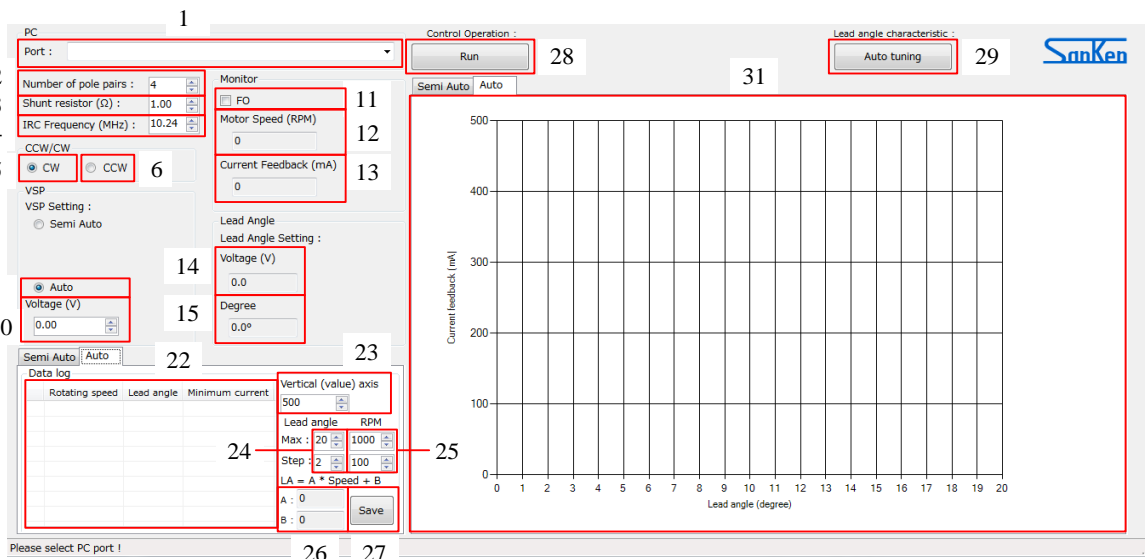 1
PC
Control Operation :
Lead angle characteristic :
Port :
Run
28
Auto tuning
29
SanKen
Number of pole pairs : 4
Shunt resistor (Ω) : 1.00
IRC Frequency (MHz) : 10.24
Monitor
FO
11
Motor Speed (RPM)
0
12
Current Feedback (mA)
0
13
CCW/CW
CW
CCW
6
VSP
VSP Setting :
Semi Auto
Auto
Voltage (V)
0.00
0
Lead Angle
Lead Angle Setting :
Voltage (V)
0.0
14
Degree
0.0°
15
Semi Auto Auto
31
500
400
300
200
100
0
Current feedback (mA)
0 1 2 3 4 5 6 7 8 9 10 11 12 13 14 15 16 17 18 19 20
Lead angle (degree)
Semi Auto Auto
22
23
Data log
Rotating speed Lead angle Minimum current
Vertical (value) axis
500
Lead angle RPM
Max : 20 1000
Step : 2 100
24
25
LA = A * Speed + B
A : 0
B : 0
Save
Please select PC port !
26
27